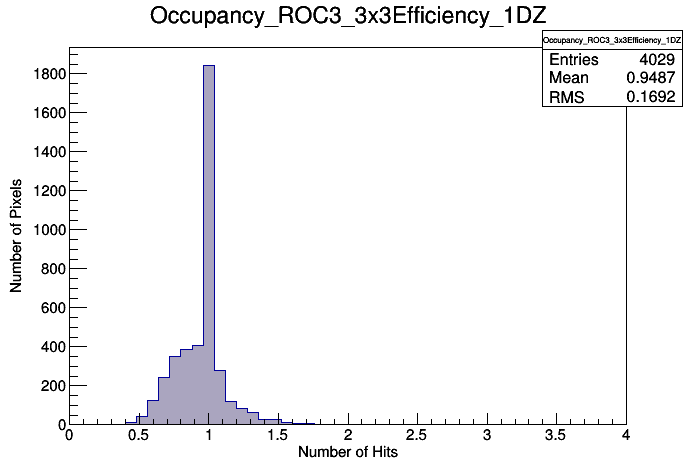 Occupancy_ROC3_3x3Efficiency_1DZ
Occupancy_ROC3_3x3Efficiency_1DZ
Entries 4029
Mean 0.9487
RMS 0.1692
Number of Pixels
1800
1600
1400
1200
1000
800
600
400
200
0
0 0.5 1 1.5 2 2.5 3 3.5 4
Number of Hits